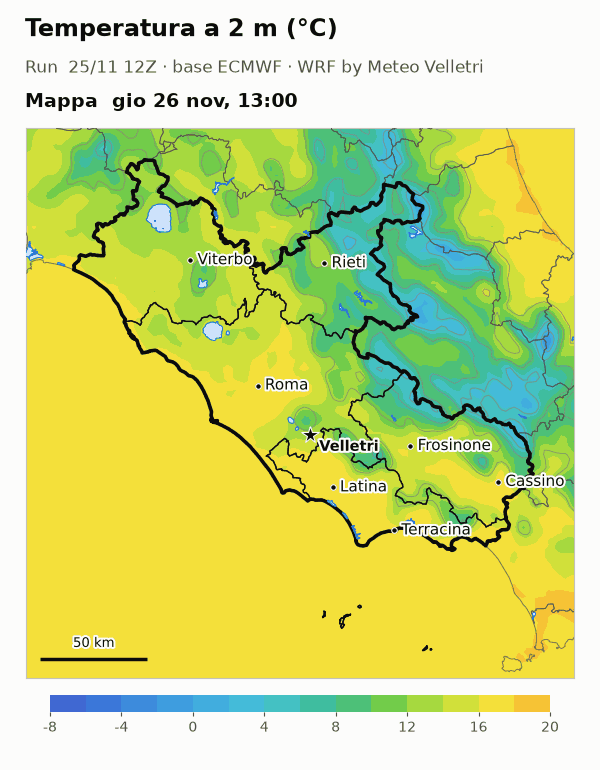 Temperatura a 2 m (°C)
Run  25/11 12Z · base ECMWF · WRF by Meteo Velletri
Mappa  gio 26 nov, 13:00
Viterbo
Rieti
Roma
Velletri
Frosinone
Cassino
Latina
Terracina
50 km
-8 -4 0 4 8 12 16 20